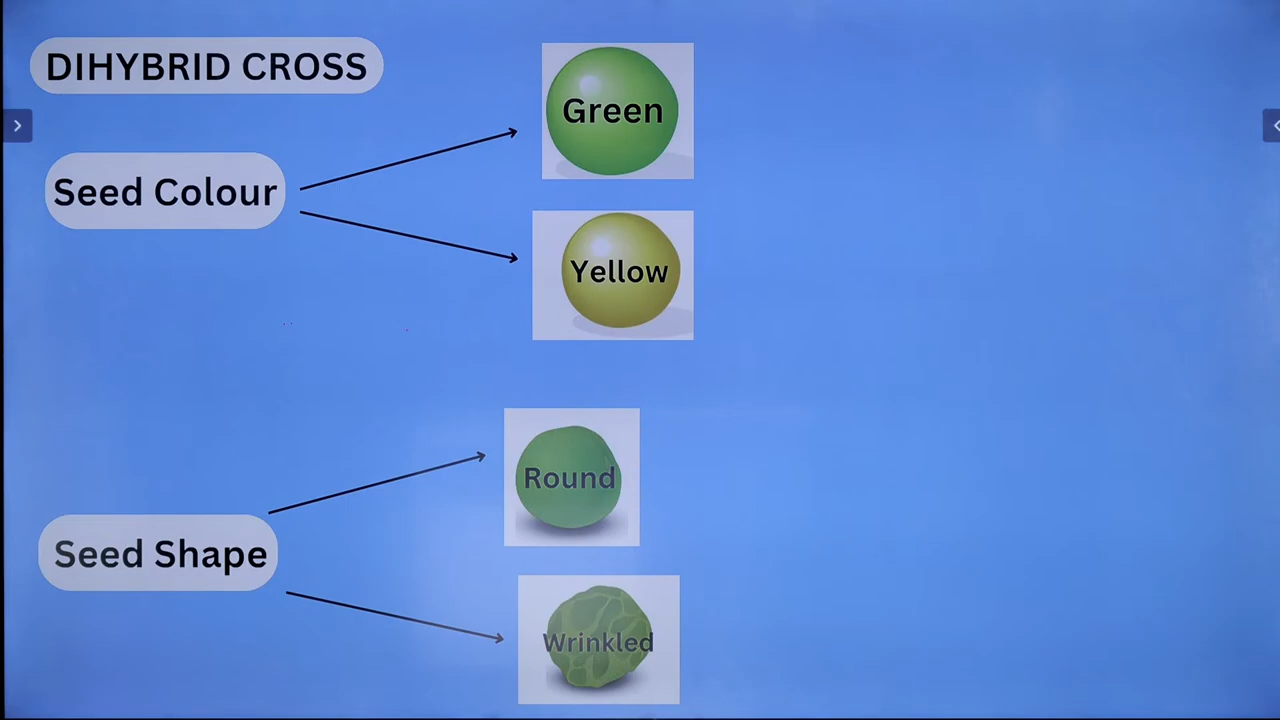 DIHYBRID CROSS
Green
Seed Colour
Yellow
Round
Seed Shape
Wrinkled